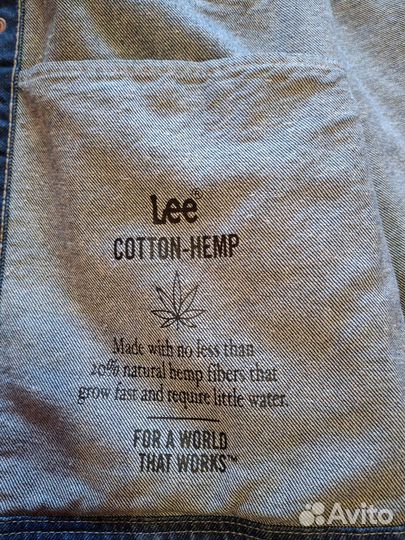 Lee®
COTTON-HEMP
Made with no less than
20% natural hemp fibers that
grow fast and require little water.
FOR A WORLD
THAT WORKS™
Avito